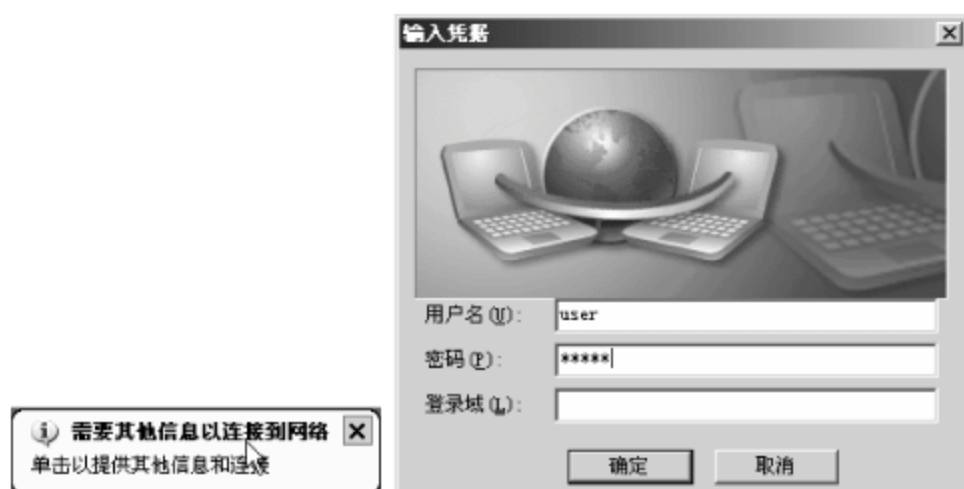 输入凭据
用户名(U):
user
密码(P):
*****
登录域(L):
确定
取消
需要其他信息以连接到网络
单击以提供其他信息和连接